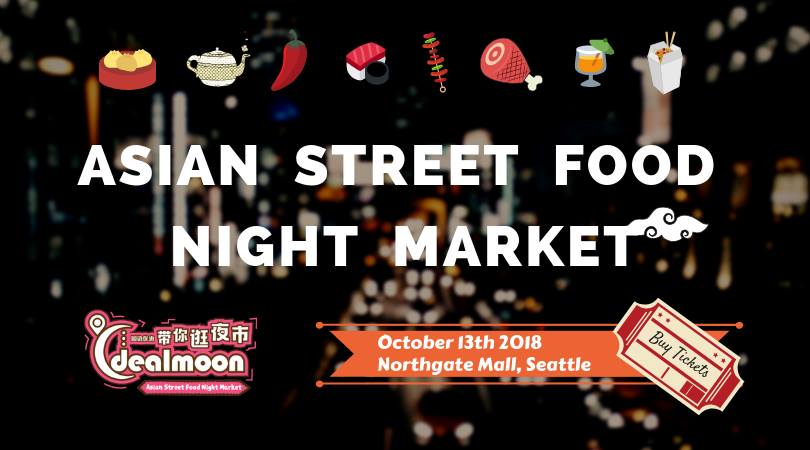 ASIAN STREET FOOD
NIGHT MARKET
带你逛夜市
dealmoon
Asian Street Food Night Market
October 13th 2018
Northgate Mall, Seattle
Buy Tickets